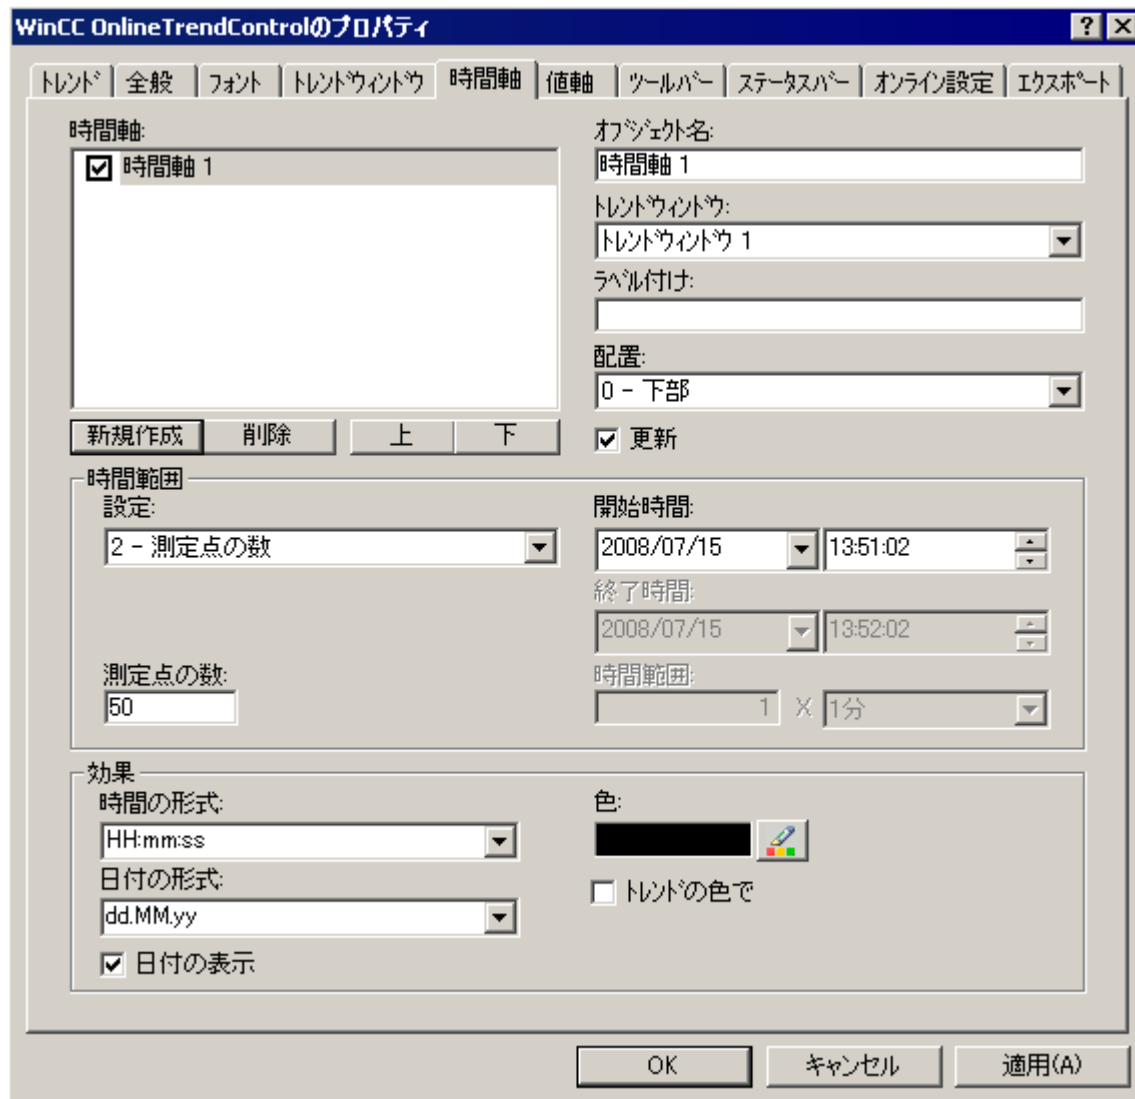 WinCC OnlineTrendControlのプロパティ
トレンド 全般 フォント トレンドウィンドウ 時間軸 値軸 ツールバー ステータスバー オンライン設定 エクスポート
時間軸:
時間軸 1
新規作成 削除 上 下
オブジェクト名:
時間軸 1
トレンドウィンドウ:
トレンドウィンドウ 1
ラベル付け:
配置:
0 - 下部
更新
時間範囲
設定:
2 - 測定点の数
測定点の数:
50
開始時間:
2008/07/15 13:51:02
終了時間:
2008/07/15 13:52:02
時間範囲:
1 X 1分
効果
時間の形式:
HH:mm:ss
日付の形式:
dd.MM.yy
日付の表示
色:
トレンドの色で
OK キャンセル 適用(A)